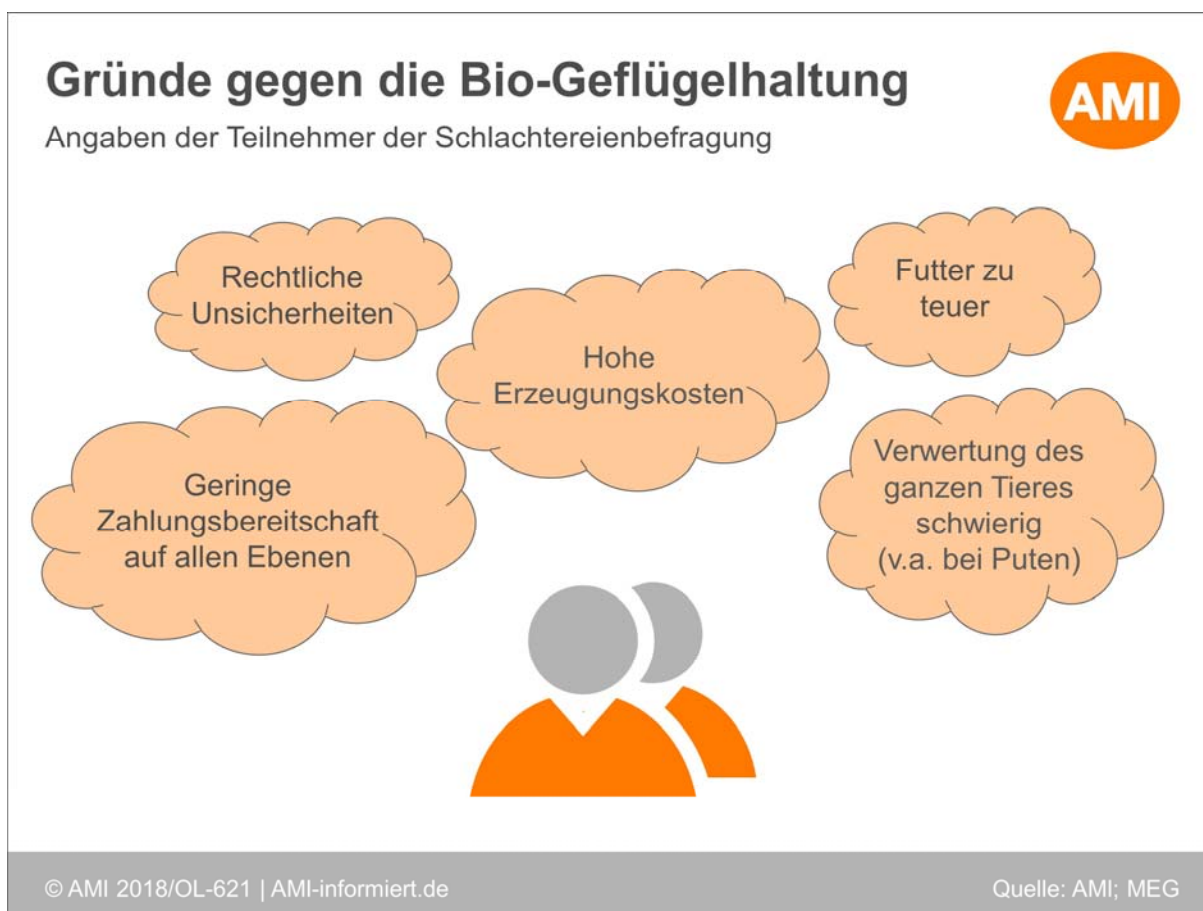 Gründe gegen die Bio-Geflügelhaltung
Angaben der Teilnehmer der Schlachtereienbefragung
AMI
Rechtliche
Unsicherheiten
Hohe
Erzeugungskosten
Futter zu
teuer
Geringe
Zahlungsbereitschaft
auf allen Ebenen
Verwertung des
ganzen Tieres
schwierig
(v.a. bei Puten)
© AMI 2018/OL-621 | AMI-informiert.de
Quelle: AMI; MEG